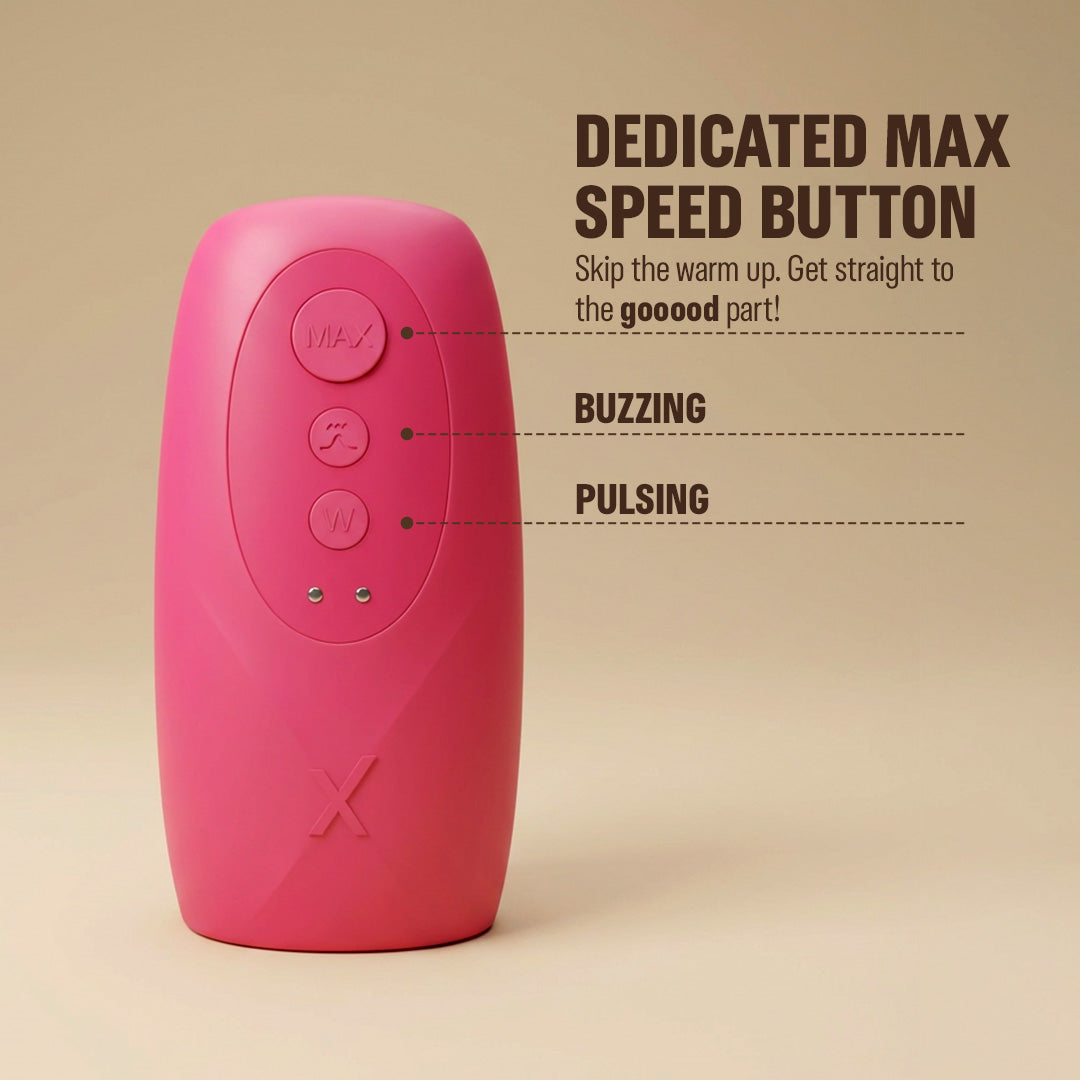 DEDICATED MAX
SPEED BUTTON
Skip the warm up. Get straight to
the gooood part!
MAX
BUZZING
PULSING
W
X